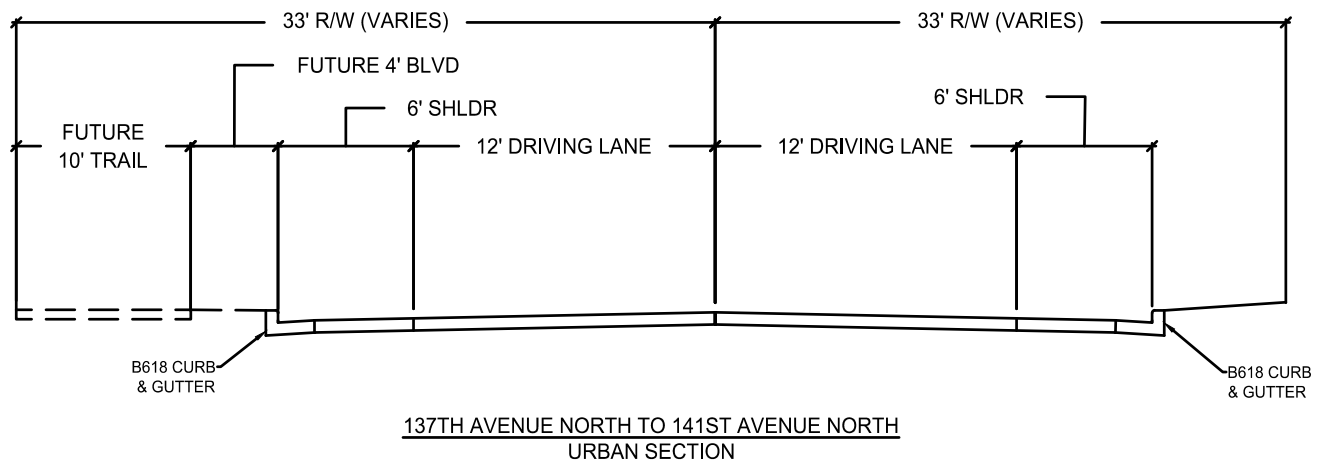 33' R/W (VARIES)
33' R/W (VARIES)
FUTURE 4' BLVD
6' SHLDR
6' SHLDR
FUTURE
10' TRAIL
12' DRIVING LANE
12' DRIVING LANE
B618 CURB
& GUTTER
B618 CURB
& GUTTER
137TH AVENUE NORTH TO 141ST AVENUE NORTH
URBAN SECTION